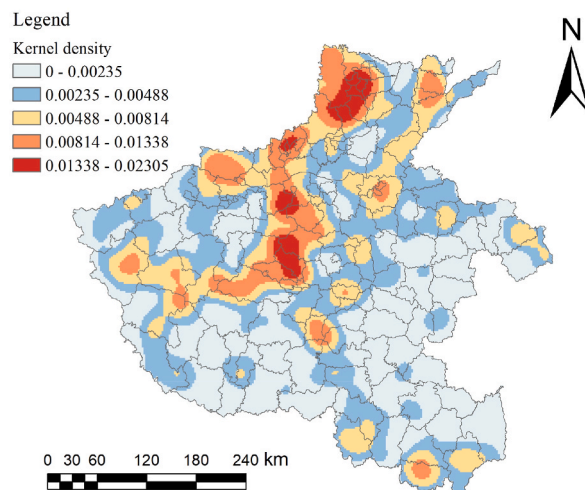 Legend
N
Kernel density
0 - 0.00235
0.00235 - 0.00488
0.00488 - 0.00814
0.00814 - 0.01338
0.01338 - 0.02305
0 30 60 120 180 240 km